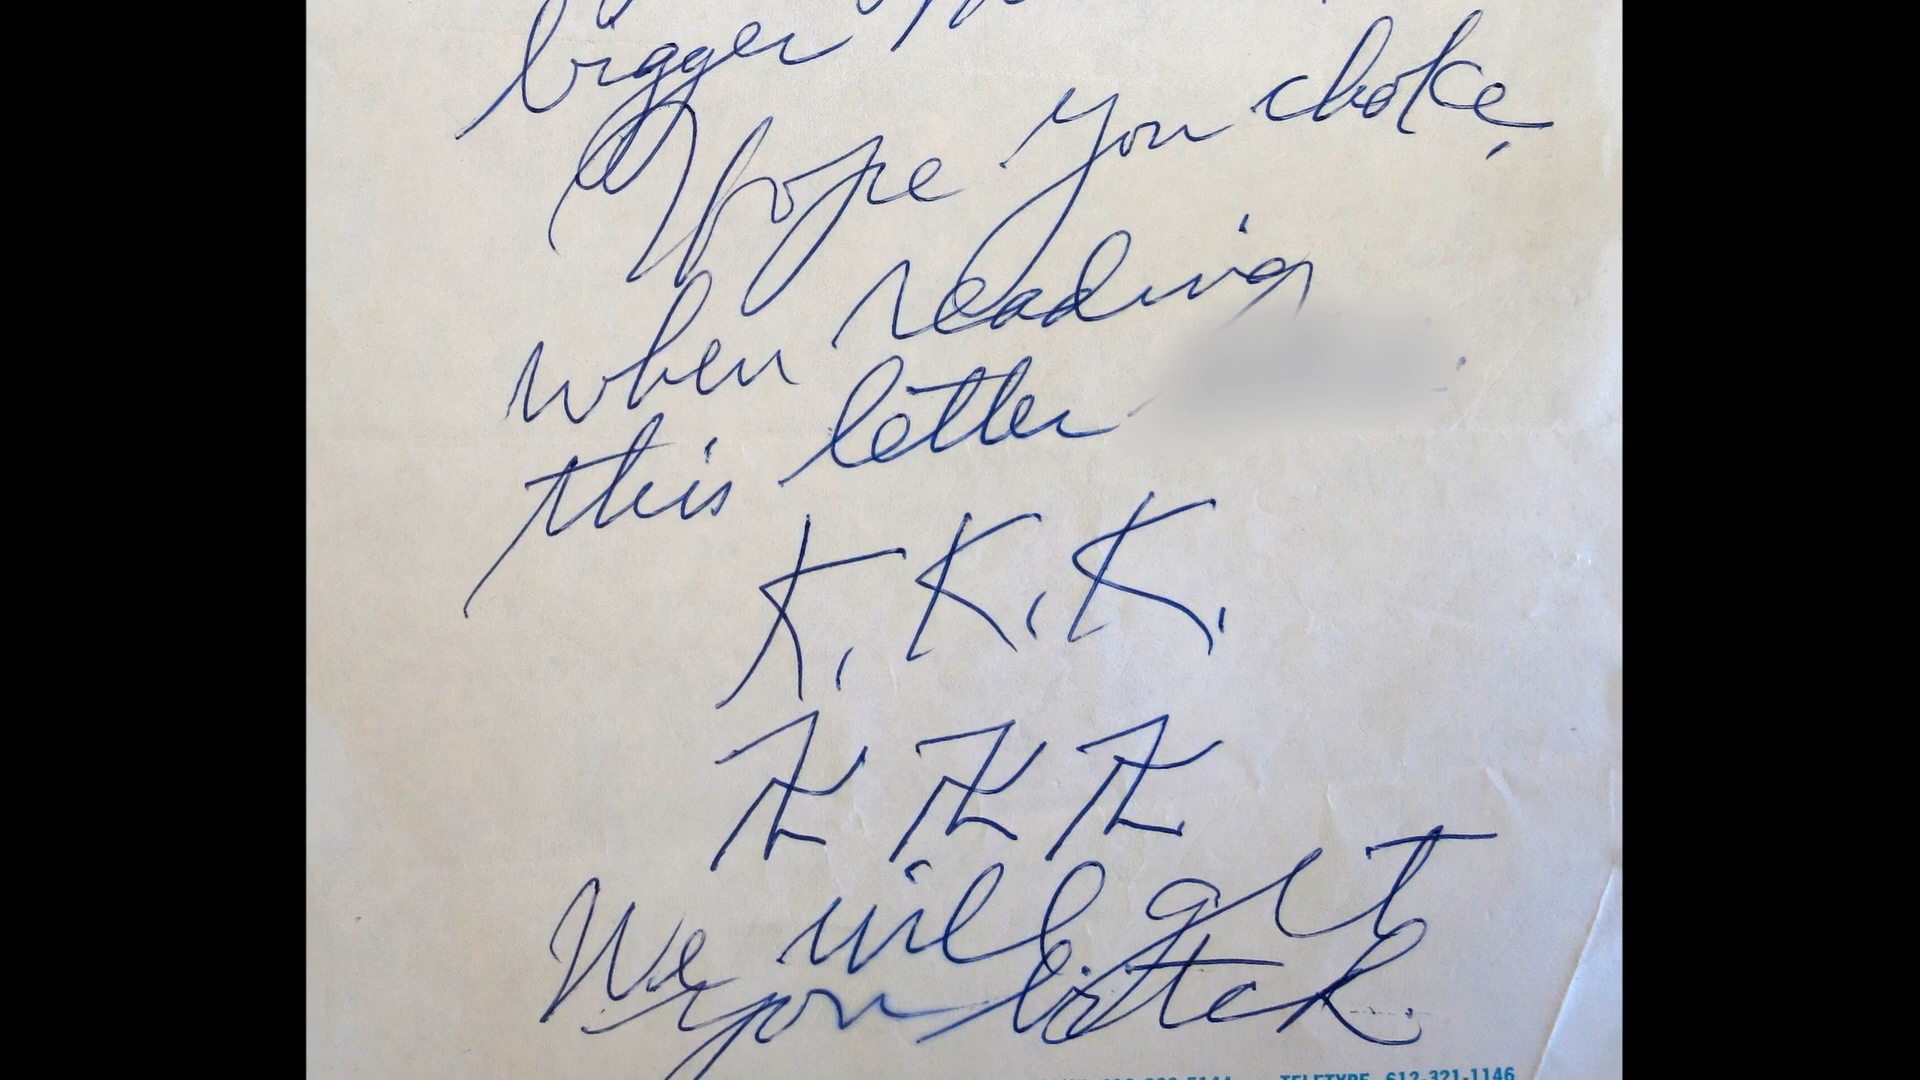 bigger
I hope you choke,
when reading
this letter
K. K. K.
K K K
We will get
you bitch.
TELETYPE 612-321-1146